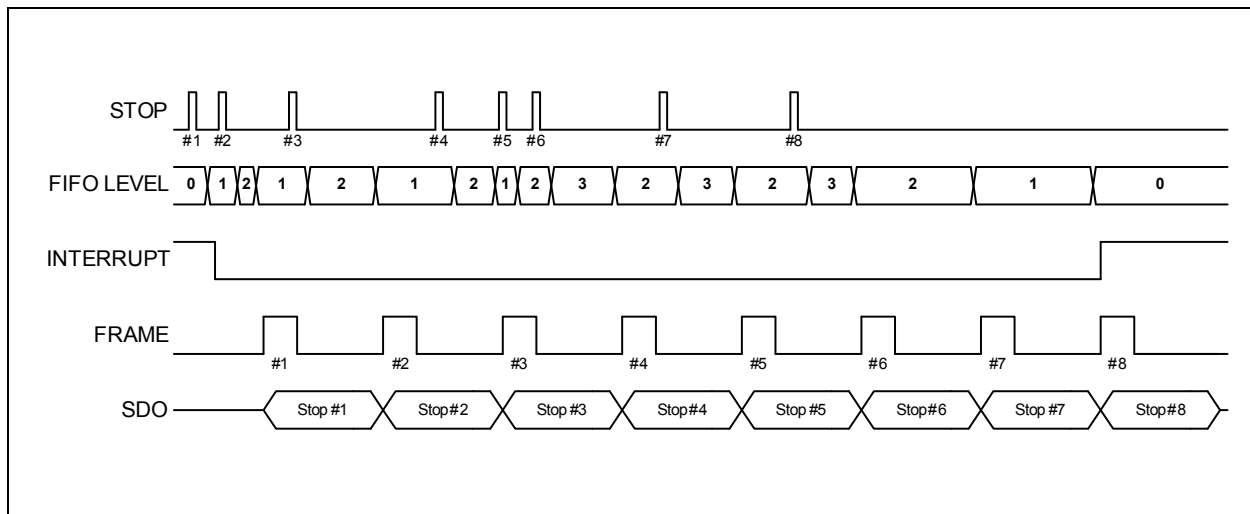 STOP
#1 #2 #3 #4 #5 #6 #7 #8
FIFO LEVEL 0 1 2 1 2 1 2 1 2 3 2 3 2 3 2 1 0
INTERRUPT
FRAME
#1 #2 #3 #4 #5 #6 #7 #8
SDO Stop #1 Stop #2 Stop #3 Stop #4 Stop #5 Stop #6 Stop #7 Stop #8